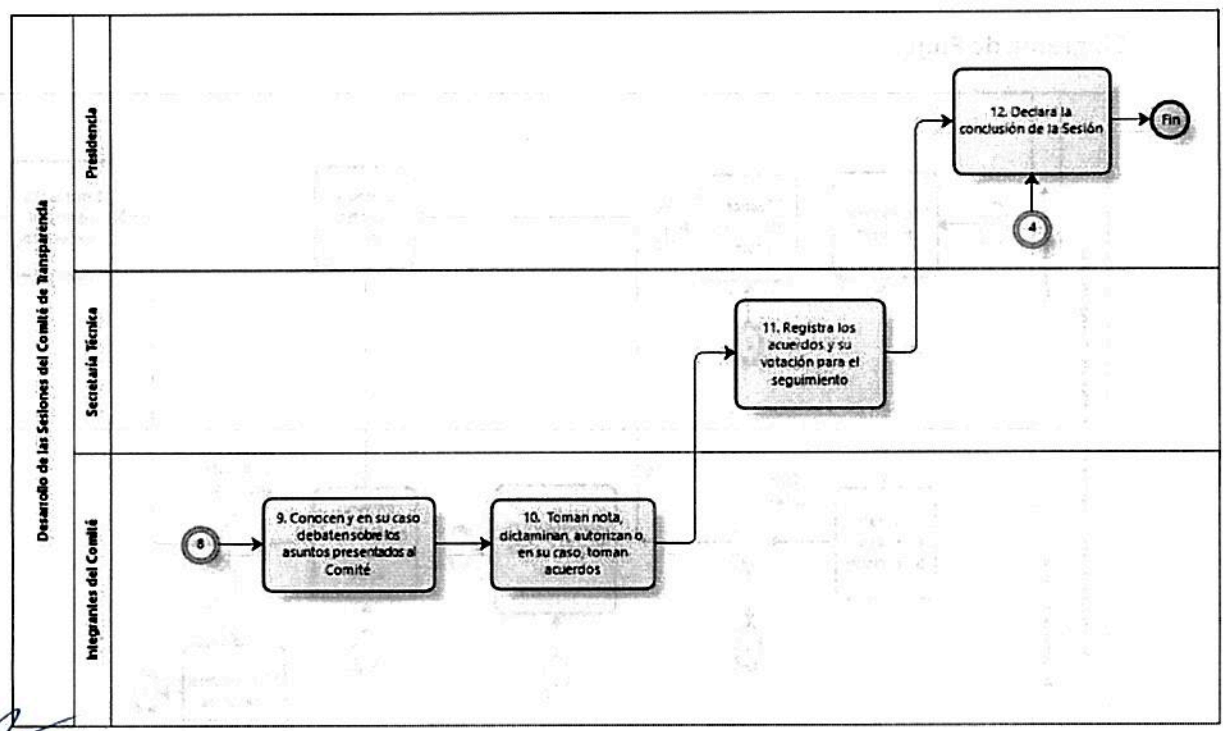 Desarrollo de las Sesiones del Comité de Transparencia
Presidencia
12. Declara la
conclusión de la Sesión
Fin
4
Secretaría Técnica
11. Registra los
acuerdos y su
votación para el
seguimiento
Integrantes del Comité
8
9. Conocen y en su caso
debaten sobre los
asuntos presentados al
Comité
10. Toman nota,
dictaminan, autorizan o,
en su caso, toman
acuerdos